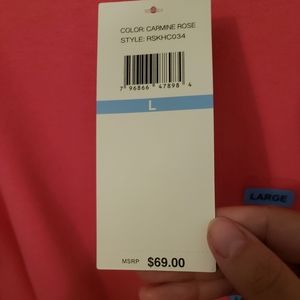 COLOR: CARMINE ROSE
STYLE: RSKHC034
7 96866 47898 4
L
LARGE
MSRP $69.00